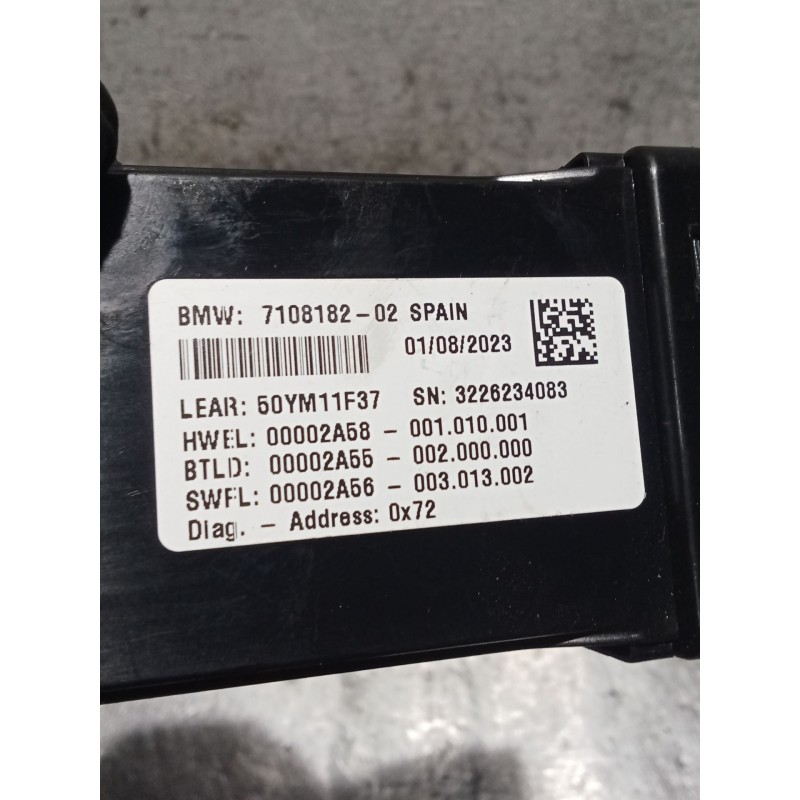 BMW: 7108182-02 SPAIN
01/08/2023
LEAR: 50YM11F37 SN: 3226234083
HWEL: 00002A58 - 001.010.001
BTLD: 00002A55 - 002.000.000
SWFL: 00002A56 - 003.013.002
Diag. - Address: 0x72